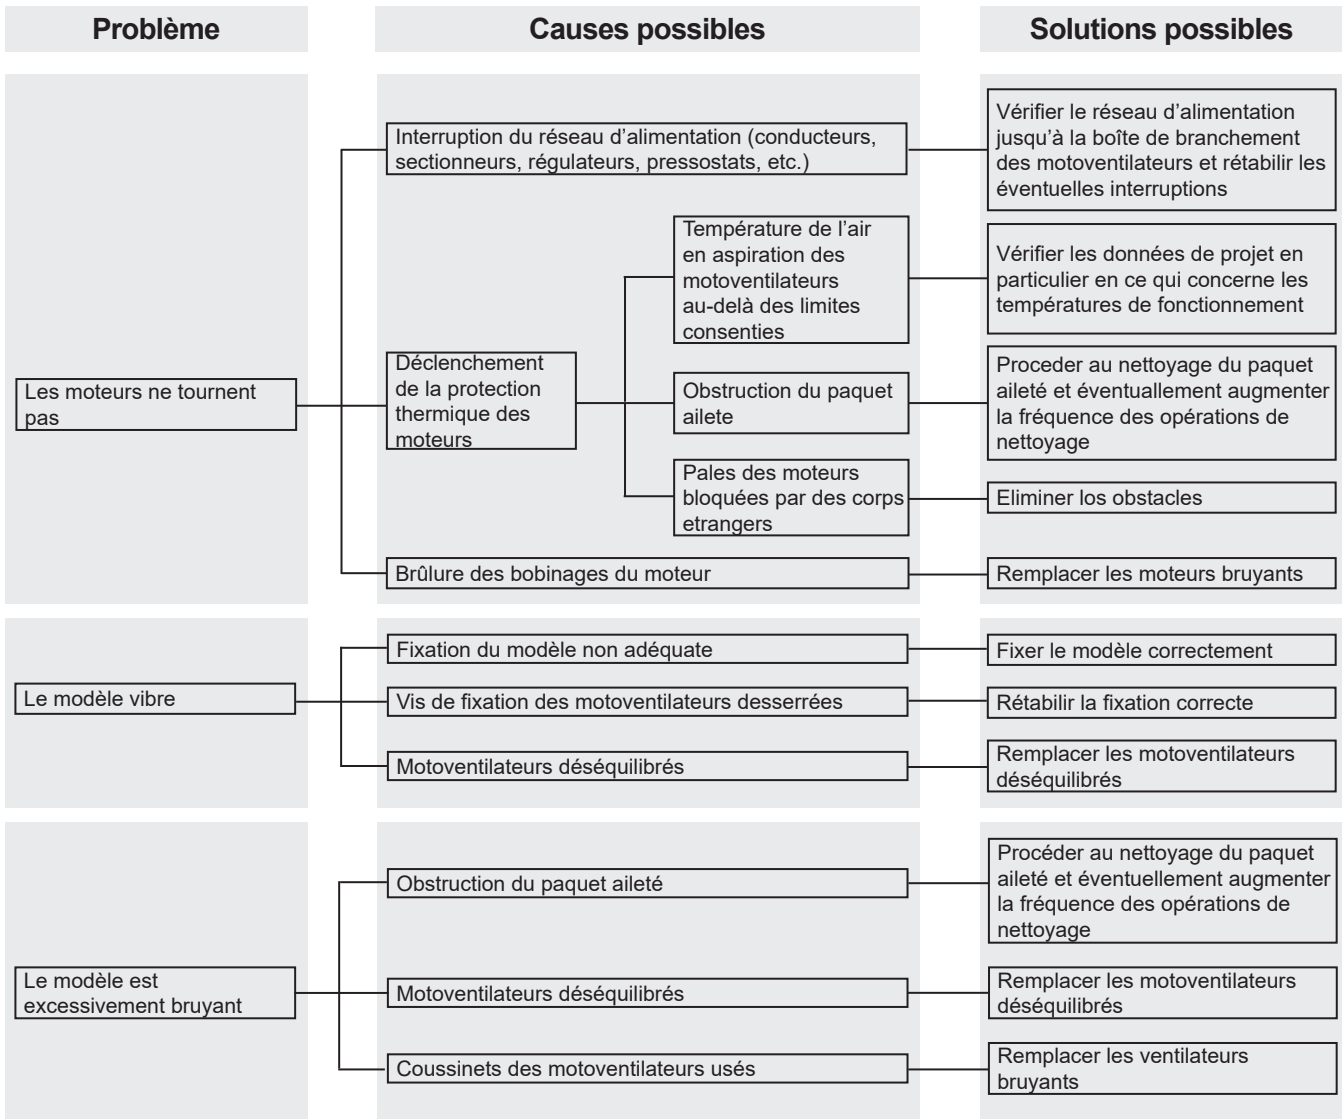 Problème
Causes possibles
Solutions possibles
Les moteurs ne tournent
pas
Interruption du réseau d’alimentation (conducteurs,
sectionneurs, régulateurs, pressostats, etc.)
Vérifier le réseau d’alimentation
jusqu’à la boîte de branchement
des motoventilateurs et rétabilir les
éventuelles interruptions
Déclenchement
de la protection
thermique des
moteurs
Température de l’air
en aspiration des
motoventilateurs
au-delà des limites
consenties
Vérifier les données de projet en
particulier en ce qui concerne les
températures de fonctionnement
Obstruction du paquet
ailete
Proceder au nettoyage du paquet
aileté et éventuallement augmenter
la fréquence des opérations de
nettoyage
Pales des moteurs
bloquées par des corps
etrangers
Eliminer los obstacles
Brûlure des bobinages du moteur
Remplacer les moteurs bruyants
Le modèle vibre
Fixation du modèle non adéquate
Fixer le modèle correctement
Vis de fixation des motoventilateurs desserrées
Rétabilir la fixation correcte
Motoventilateurs déséquilibrés
Remplacer les motoventilateurs
déséquilibrés
Le modèle est
excessivement bruyant
Obstruction du paquet aileté
Procéder au nettoyage du paquet
aileté et éventuellement augmenter
la fréquence des opérations de
nettoyage
Motoventilateurs déséquilibrés
Remplacer les motoventilateurs
déséquilibrés
Coussinets des motoventilateurs usés
Remplacer les ventilateurs
bruyants